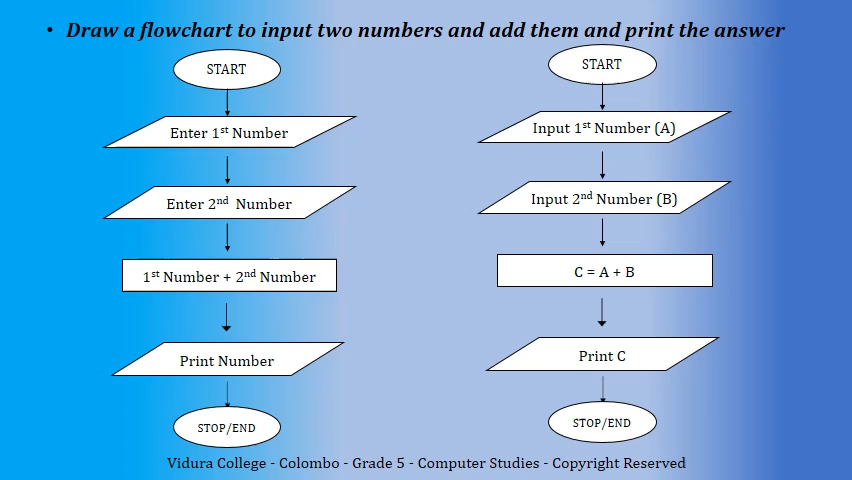 • Draw a flowchart to input two numbers and add them and print the answer
START
Enter 1st Number
Enter 2nd Number
1st Number + 2nd Number
Print Number
STOP/END
START
Input 1st Number (A)
Input 2nd Number (B)
C = A + B
Print C
STOP/END
Vidura College - Colombo - Grade 5 - Computer Studies - Copyright Reserved